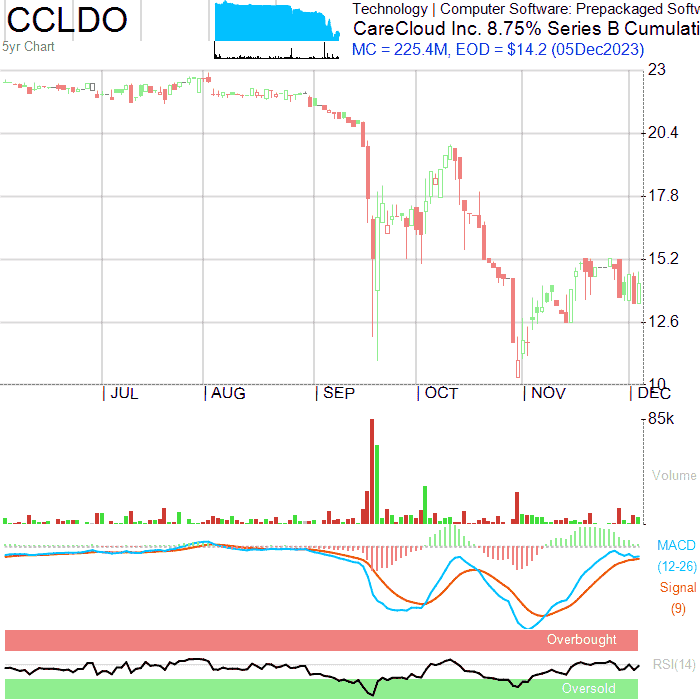 CCLDO
5yr Chart
Technology | Computer Software: Prepackaged Softw
CareCloud Inc. 8.75% Series B Cumulati
MC = 225.4M, EOD = $14.2 (05Dec2023)
23
20.4
17.8
15.2
12.6
10
JUL AUG SEP OCT NOV DEC
85k
Volume
MACD
(12-26)
Signal
(9)
Overbought
RSI(14)
Oversold